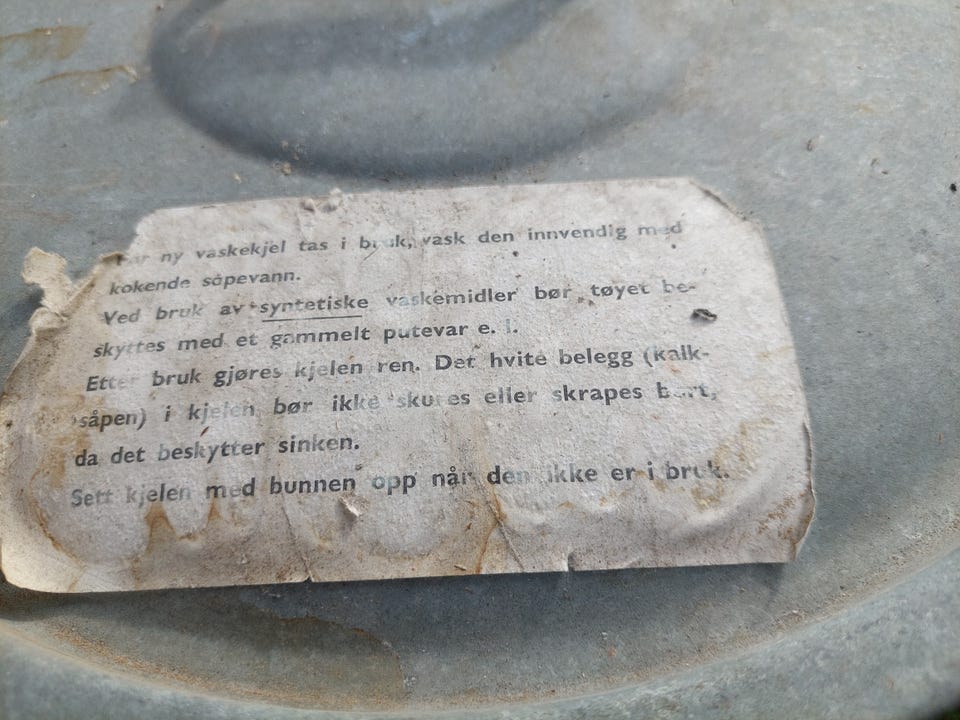 Før ny vaskekjel tas i bruk, vask den innvendig med
kokende såpevann.
Ved bruk av syntetiske vaskemidler bør tøyet be-
skyttes med et gammelt putevar e. l.
Etter bruk gjøres kjelen ren. Det hvite belegg (kalk-
såpen) i kjelen bør ikke skures eller skrapes bort,
da det beskytter sinken.
Sett kjelen med bunnen opp når den ikke er i bruk.